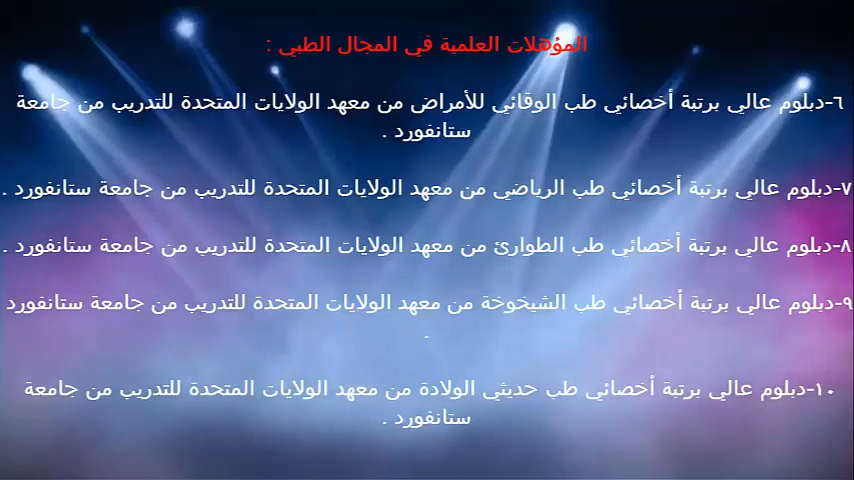 المؤهلات العلمية في المجال الطبي :
٦-دبلوم عالي برتبة أخصائي طب الوقائي للأمراض من معهد الولايات المتحدة للتدريب من جامعة
ستانفورد .
٧-دبلوم عالي برتبة أخصائي طب الرياضي من معهد الولايات المتحدة للتدريب من جامعة ستانفورد .
٨-دبلوم عالي برتبة أخصائي طب الطوارئ من معهد الولايات المتحدة للتدريب من جامعة ستانفورد .
٩-دبلوم عالي برتبة أخصائي طب الشيخوخة من معهد الولايات المتحدة للتدريب من جامعة ستانفورد
.
١٠-دبلوم عالي برتبة أخصائي طب حديثي الولادة من معهد الولايات المتحدة للتدريب من جامعة
ستانفورد .